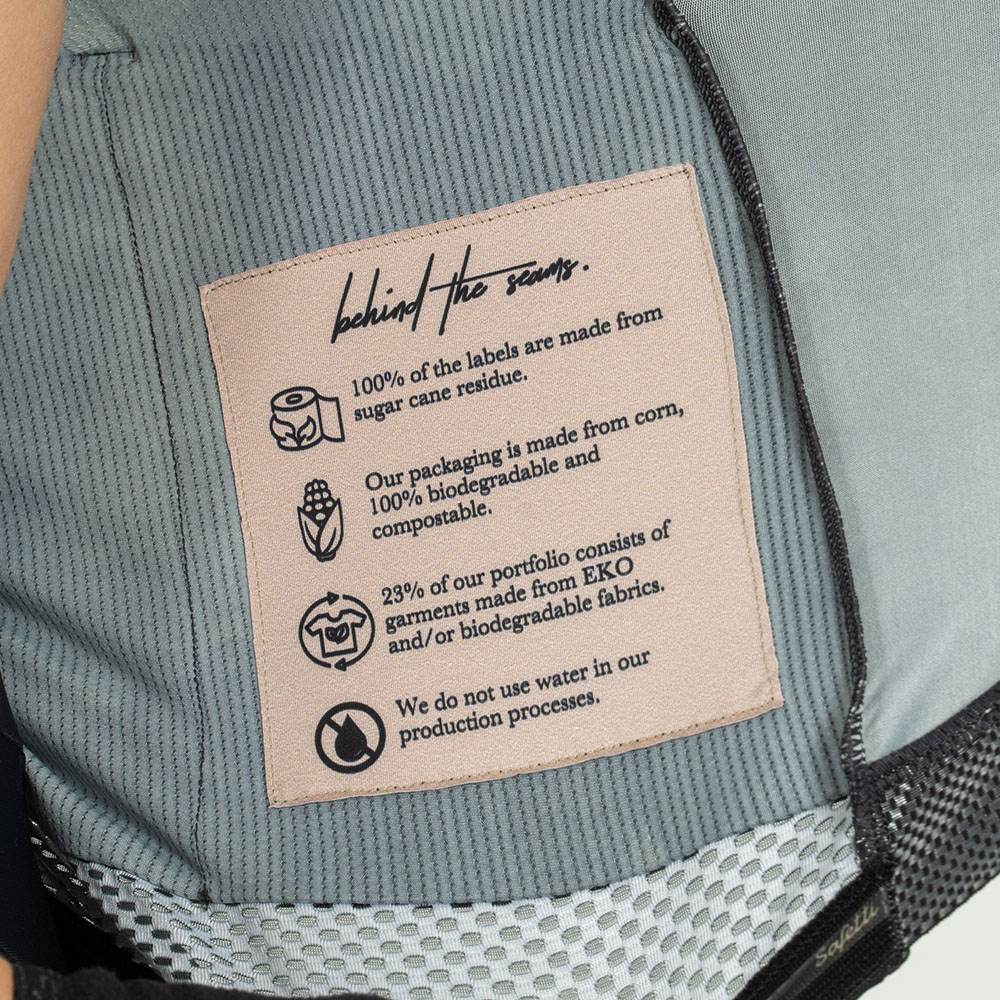 behind the seams.
100% of the labels are made from
sugar cane residue.
Our packaging is made from corn,
100% biodegradable and
compostable.
23% of our portfolio consists of
garments made from EKO
and/or biodegradable fabrics.
We do not use water in our
production processes.
Safetti